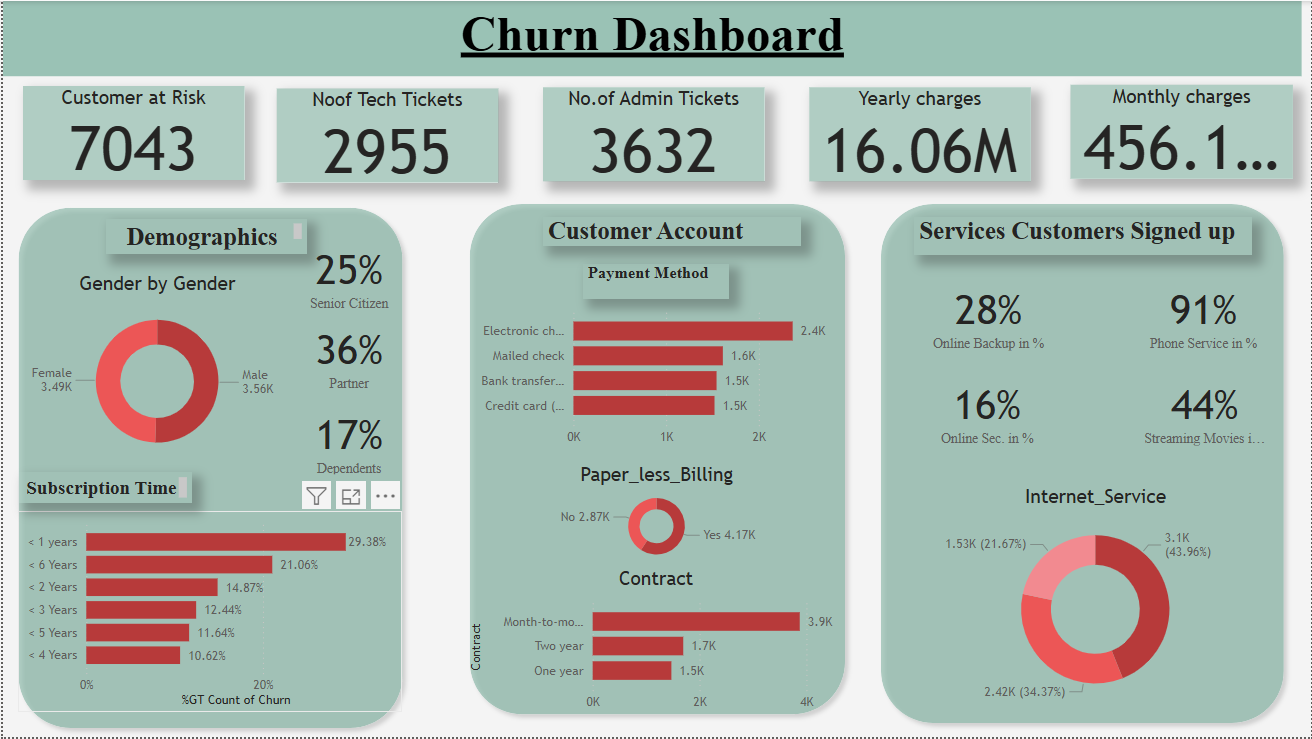 Churn Dashboard
Customer at Risk
7043
Noof Tech Tickets
2955
No.of Admin Tickets
3632
Yearly charges
16.06M
Monthly charges
456.1...
Demographics
Gender by Gender
Female
3.49K
Male
3.56K
25%
Senior Citizen
36%
Partner
17%
Dependents
Subscription Time
< 1 years 29.38%
< 6 Years 21.06%
< 2 Years 14.87%
< 3 Years 12.44%
< 5 Years 11.64%
< 4 Years 10.62%
0% 20%
%GT Count of Churn
Customer Account
Payment Method
Electronic ch... 2.4K
Mailed check 1.6K
Bank transfer... 1.5K
Credit card (... 1.5K
0K 1K 2K
Paper_less_Billing
No 2.87K
Yes 4.17K
Contract
Contract
Month-to-mo... 3.9K
Two year 1.7K
One year 1.5K
0K 2K 4K
Services Customers Signed up
28%
Online Backup in %
91%
Phone Service in %
16%
Online Sec. in %
44%
Streaming Movies i...
Internet_Service
1.53K (21.67%)
3.1K
(43.96%)
2.42K (34.37%)